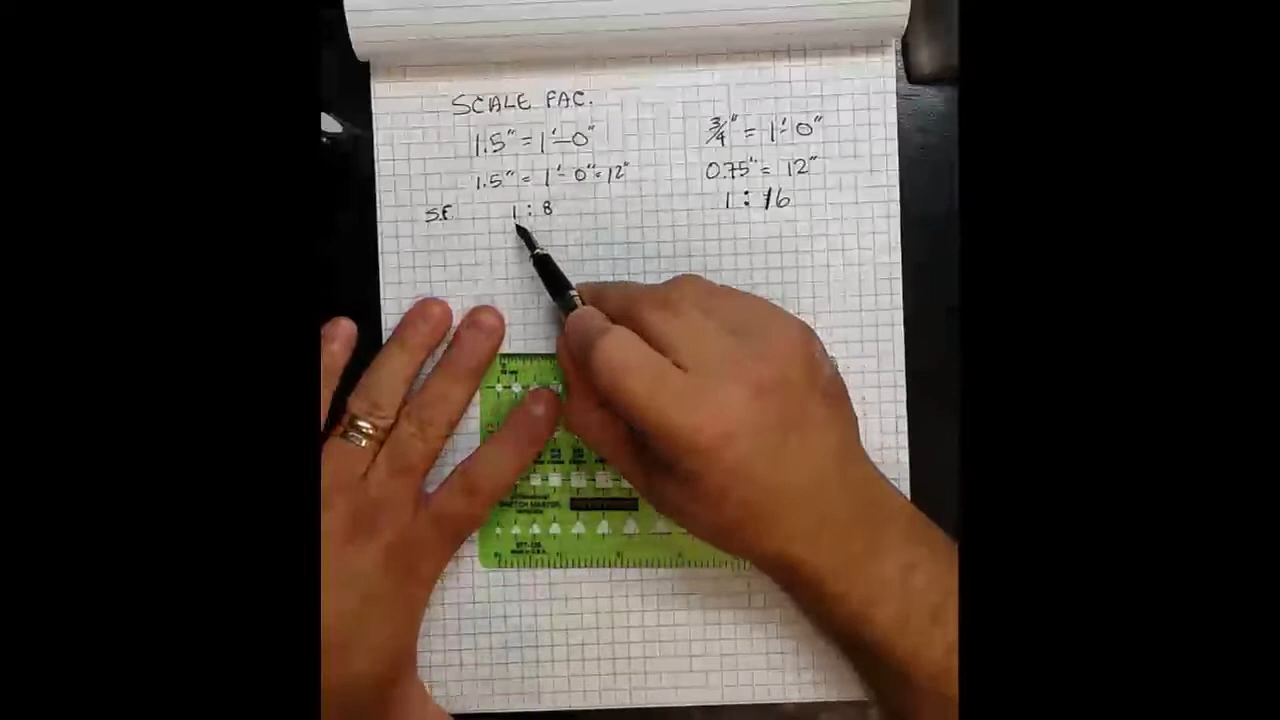 SCALE FAC.
1.5" = 1'-0"
1.5" = 1'-0" = 12"
S.F. 1 : 8
3/4" = 1'-0"
0.75" = 12"
1 : 16